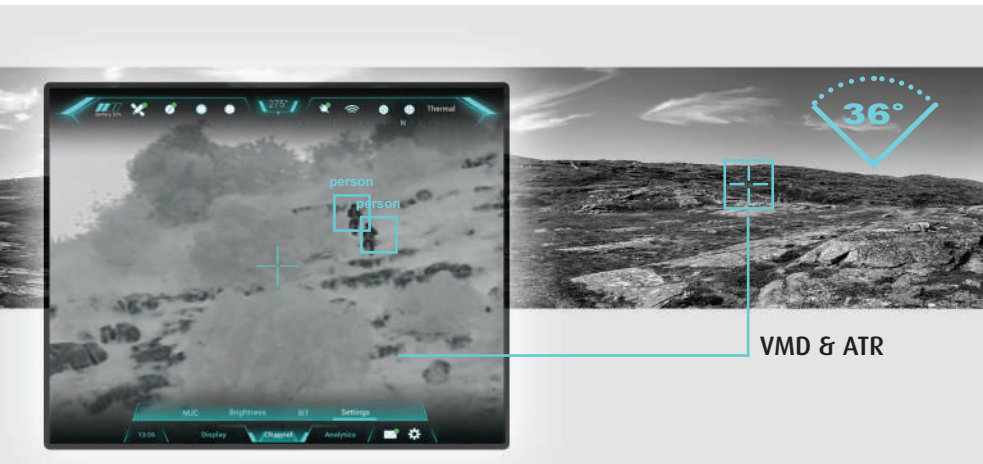 275°
Thermal
N
36°
person
person
VMD & ATR
NUC Brightness BIT Settings
13:26 Display Channel Analytics